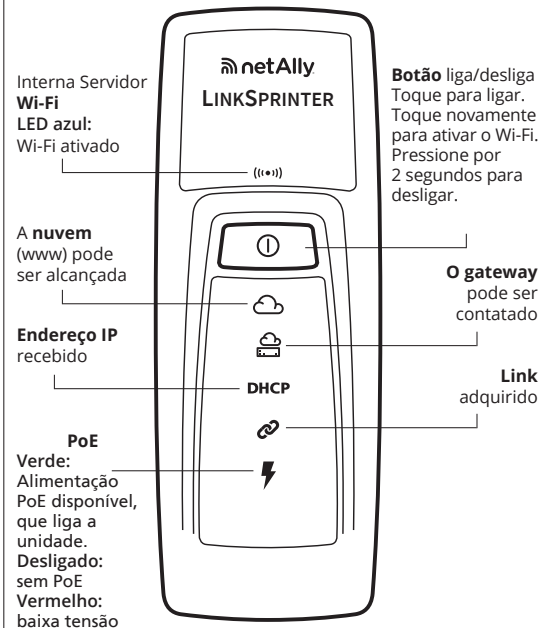 netAlly
LINKSPRINTER
Interna Servidor
Wi-Fi
LED azul:
Wi-Fi ativado
Botão liga/desliga
Toque para ligar.
Toque novamente
para ativar o Wi-Fi.
Pressione por
2 segundos para
desligar.
A nuvem
(www) pode
ser alcançada
O gateway
pode ser
contatado
Endereço IP
recebido
DHCP
Link
adquirido
PoE
Verde:
Alimentação
PoE disponível,
que liga a
unidade.
Desligado:
sem PoE
Vermelho:
baixa tensão